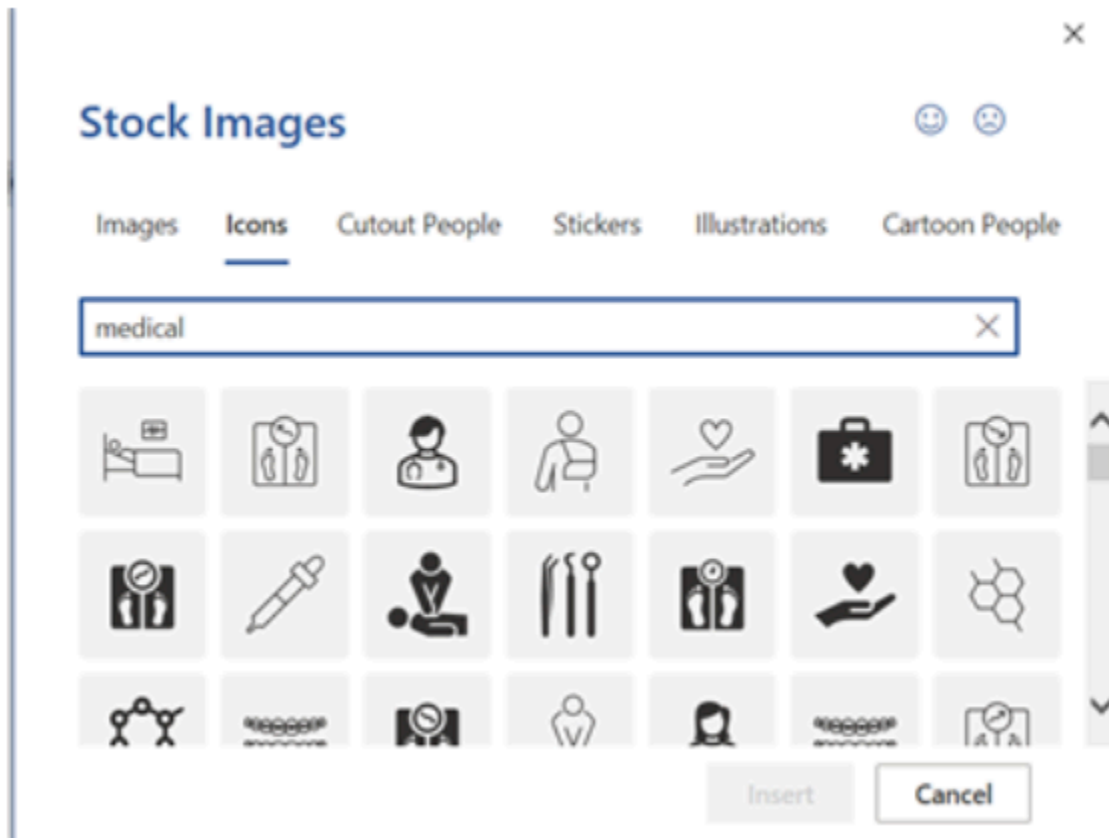 Stock Images
Images Icons Cutout People Stickers Illustrations Cartoon People
medical
Insert Cancel